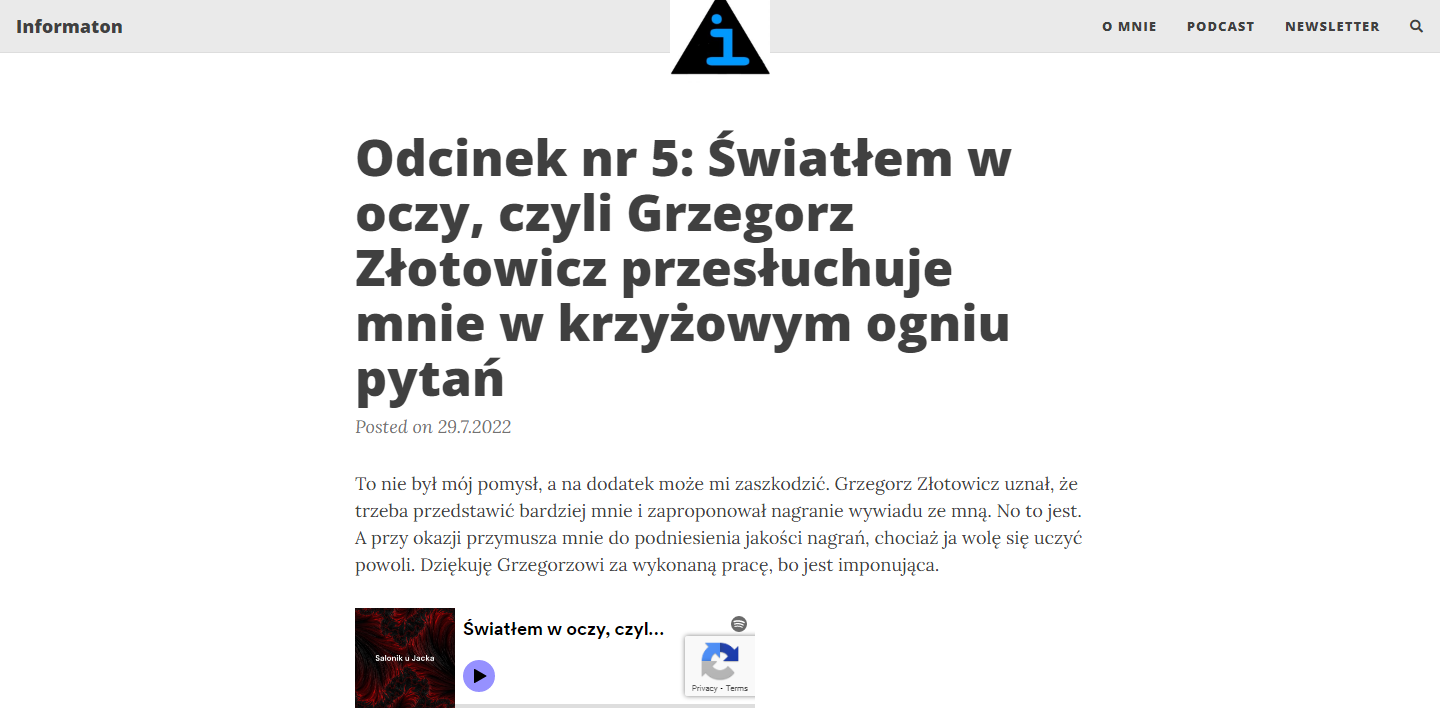 Informaton
i
O MNIE
PODCAST
NEWSLETTER
Odcinek nr 5: Światłem w
oczy, czyli Grzegorz
Złotowicz przesłuchuje
mnie w krzyżowym ogniu
pytań
Posted on 29.7.2022
To nie był mój pomysł, a na dodatek może mi zaszkodzić. Grzegorz Złotowicz uznał, że
trzeba przedstawić bardziej mnie i zaproponował nagranie wywiadu ze mną. No to jest.
A przy okazji przymusza mnie do podniesienia jakości nagrań, chociaż ja wolę się uczyć
powoli. Dziękuję Grzegorzowi za wykonaną pracę, bo jest imponująca.
Salonik u Jacka
Światłem w oczy, czyl...
Privacy - Terms